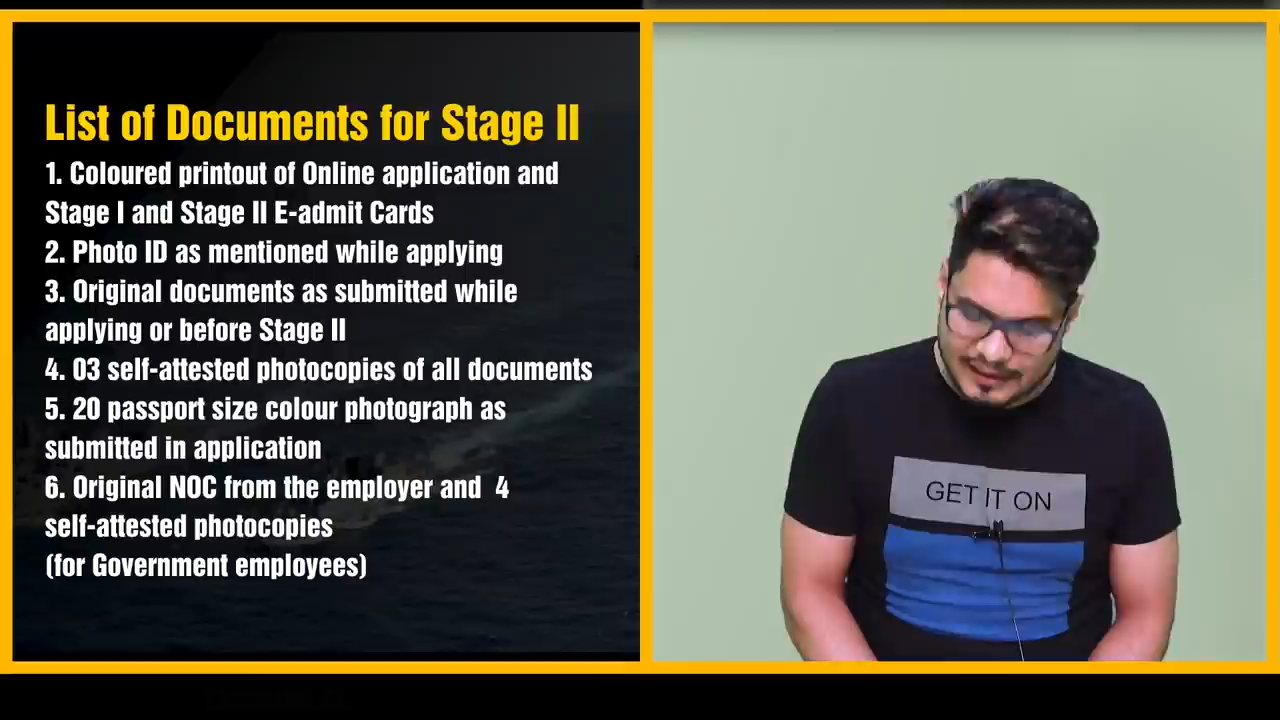 List of Documents for Stage II
1. Coloured printout of Online application and
Stage I and Stage II E-admit Cards
2. Photo ID as mentioned while applying
3. Original documents as submitted while
applying or before Stage II
4. 03 self-attested photocopies of all documents
5. 20 passport size colour photograph as
submitted in application
6. Original NOC from the employer and  4
self-attested photocopies
(for Government employees)
GET IT ON